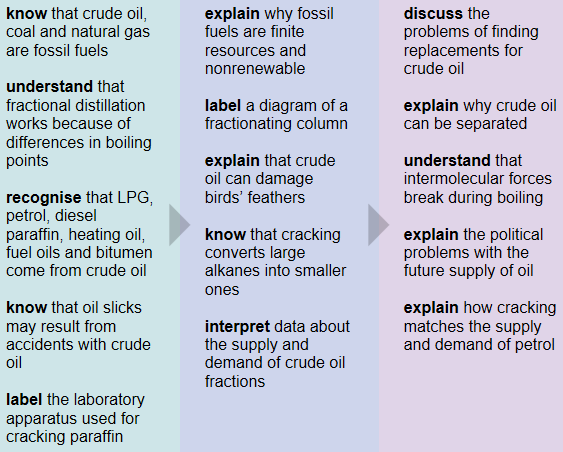 know that crude oil,
coal and natural gas
are fossil fuels
understand that
fractional distillation
works because of
differences in boiling
points
recognise that LPG,
petrol, diesel
paraffin, heating oil,
fuel oils and bitumen
come from crude oil
know that oil slicks
may result from
accidents with crude
oil
label the laboratory
apparatus used for
cracking paraffin
explain why fossil
fuels are finite
resources and
nonrenewable
label a diagram of a
fractionating column
explain that crude
oil can damage
birds’ feathers
know that cracking
converts large
alkanes into smaller
ones
interpret data about
the supply and
demand of crude oil
fractions
discuss the
problems of finding
replacements for
crude oil
explain why crude oil
can be separated
understand that
intermolecular forces
break during boiling
explain the political
problems with the
future supply of oil
explain how cracking
matches the supply
and demand of petrol